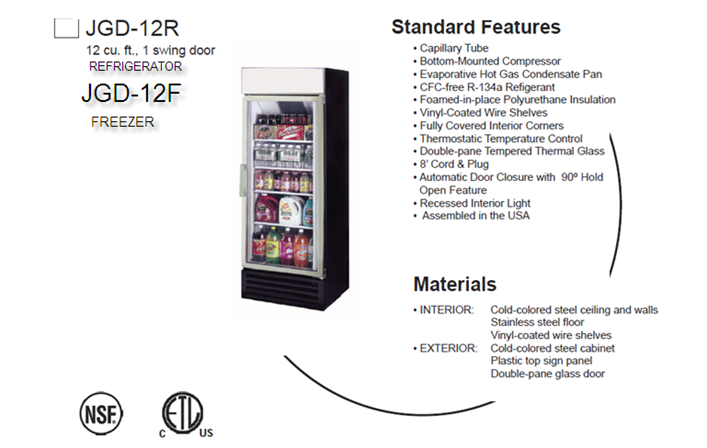 JGD-12R
12 cu. ft., 1 swing door
REFRIGERATOR
JGD-12F
FREEZER
Standard Features
• Capillary Tube
• Bottom-Mounted Compressor
• Evaporative Hot Gas Condensate Pan
• CFC-free R-134a Refigerant
• Foamed-in-place Polyurethane Insulation
• Vinyl-Coated Wire Shelves
• Fully Covered Interior Corners
• Thermostatic Temperature Control
• Double-pane Tempered Thermal Glass
• 8' Cord & Plug
• Automatic Door Closure with 90º Hold
Open Feature
• Recessed Interior Light
• Assembled in the USA
Materials
• INTERIOR: Cold-colored steel ceiling and walls
Stainless steel floor
Vinyl-coated wire shelves
• EXTERIOR: Cold-colored steel cabinet
Plastic top sign panel
Double-pane glass door
NSF.
ETL
C US